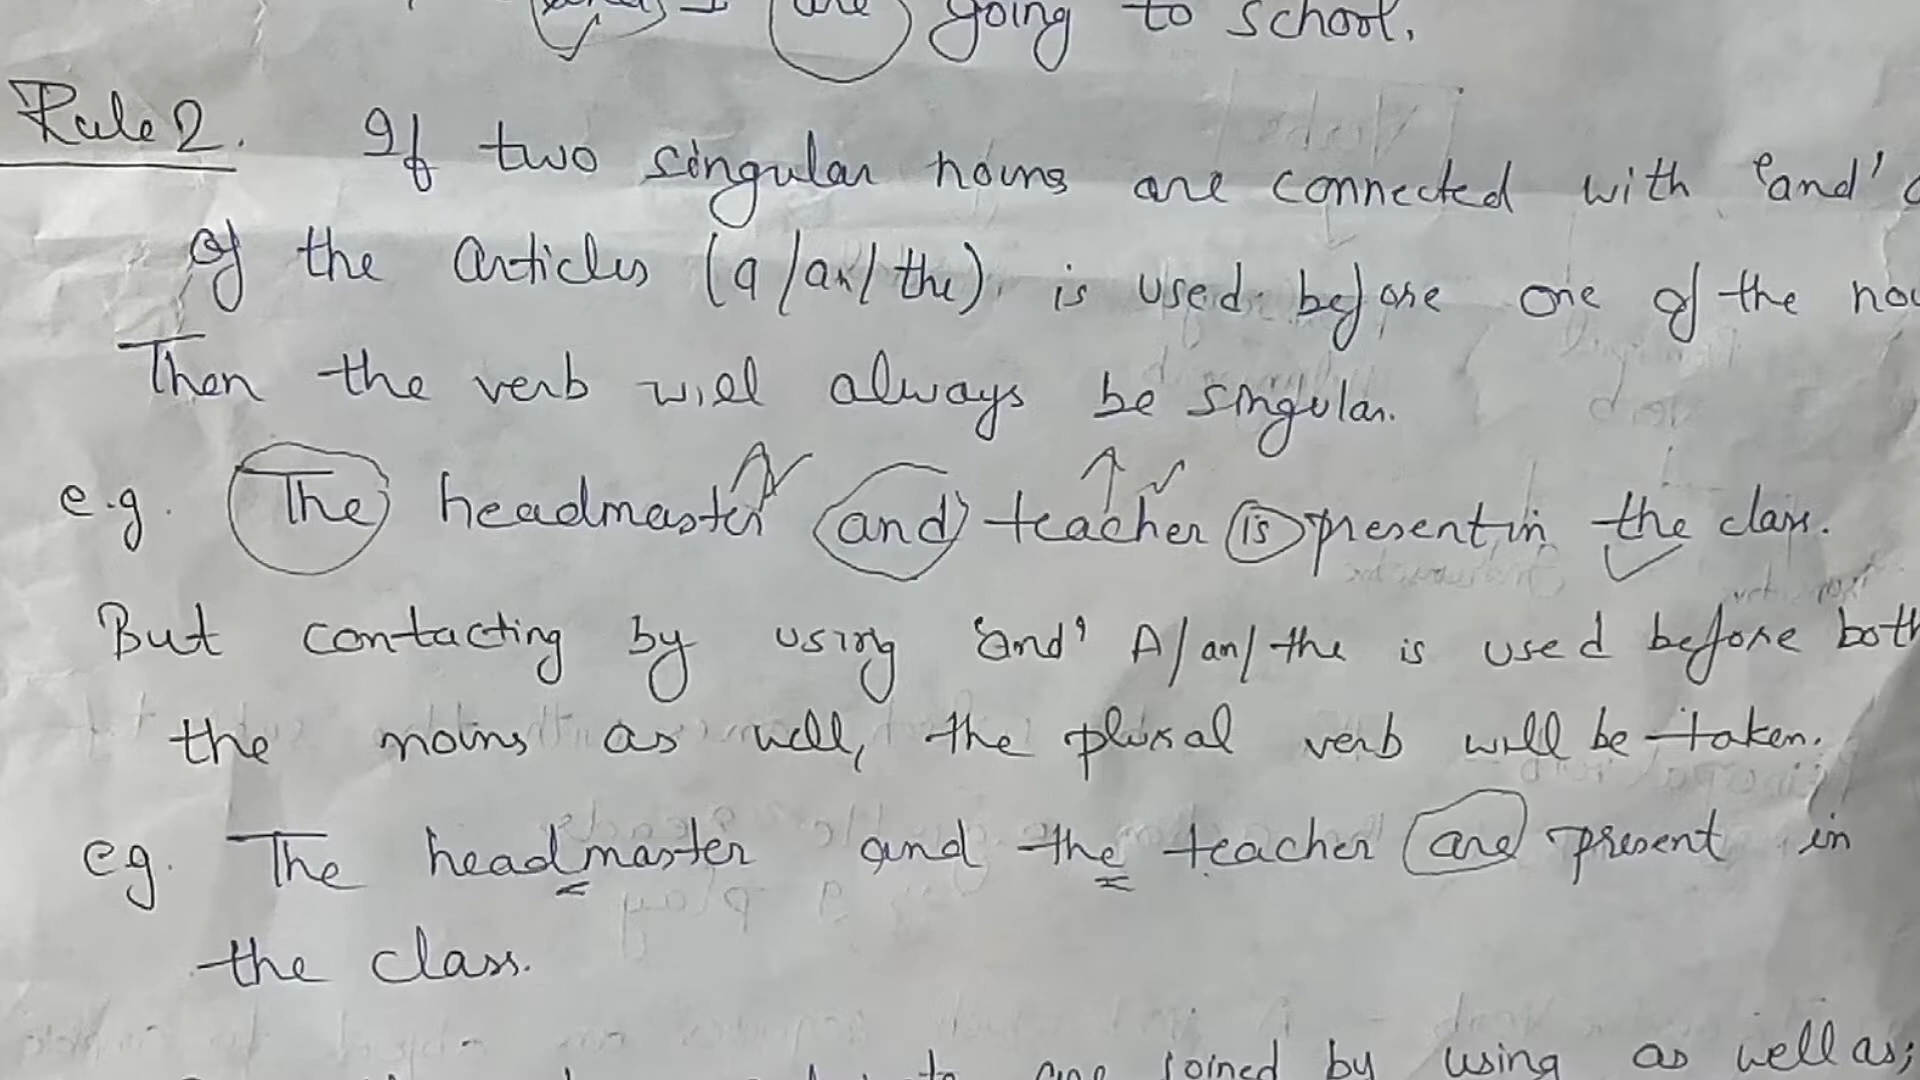 are going to school.
Rule 2. If two singular nouns are connected with 'and'
of the articles (a/an/the). is used before one of the
Then the verb will always be singular.
e.g. The headmaster and teacher is present in the class.
But contacting by using 'and' A/an/the is used before both
the nouns as well, the plural verb will be taken.
eg. The headmaster and the teacher are present in
the class.
are joined by using as well as;